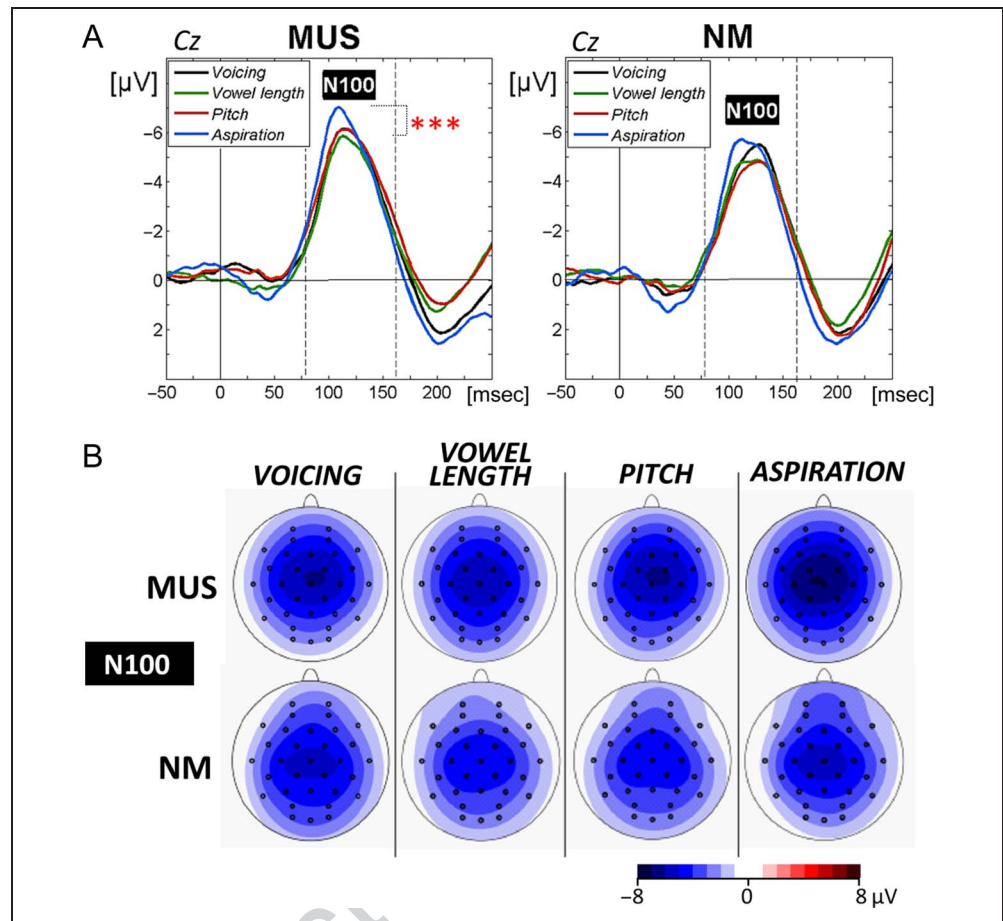 A
Cz
MUS
[µV]
Voicing
Vowel length
Pitch
Aspiration
N100
***
−6
−4
−2
0
2
−50 0 50 100 150 200 [msec]
Cz
NM
[µV]
Voicing
Vowel length
Pitch
Aspiration
N100
−6
−4
−2
0
2
−50 0 50 100 150 200 [msec]
B
VOICING
VOWEL
LENGTH
PITCH
ASPIRATION
MUS
N100
NM
−8 0 8 µV